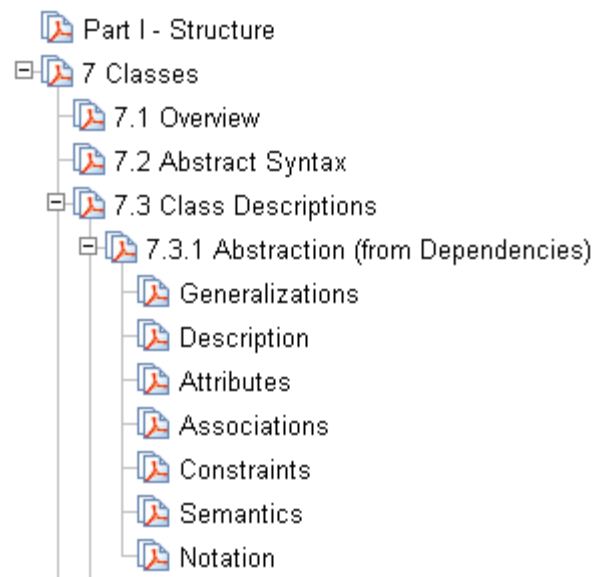 Part I - Structure
7 Classes
7.1 Overview
7.2 Abstract Syntax
7.3 Class Descriptions
7.3.1 Abstraction (from Dependencies)
Generalizations
Description
Attributes
Associations
Constraints
Semantics
Notation